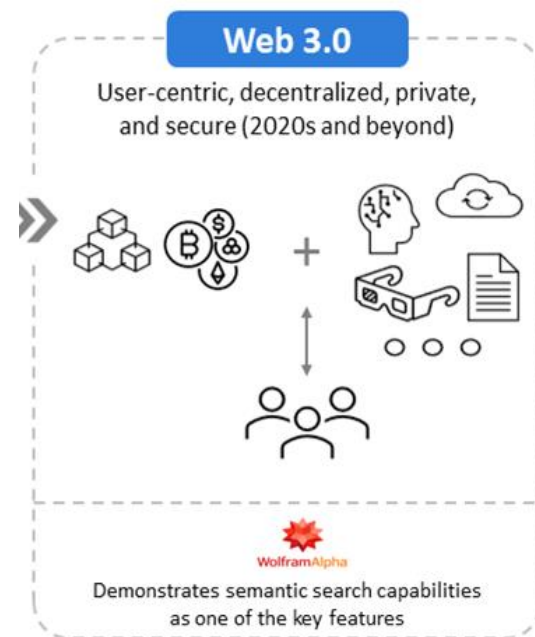 Web 3.0
User-centric, decentralized, private,
and secure (2020s and beyond)
WolframAlpha
Demonstrates semantic search capabilities
as one of the key features